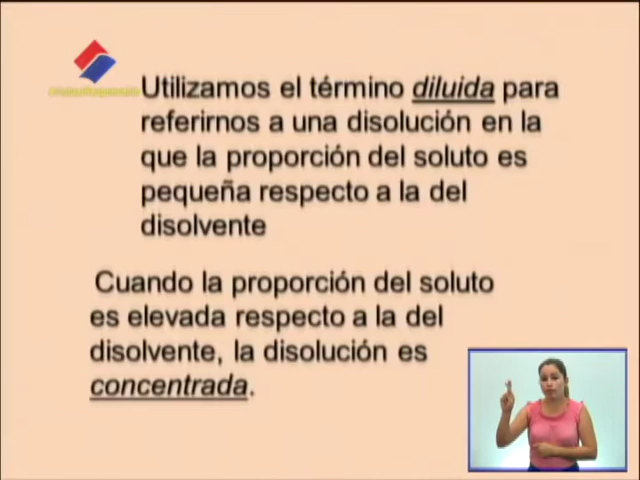 Utilizamos el término diluida para
referirnos a una disolución en la
que la proporción del soluto es
pequeña respecto a la del
disolvente
Cuando la proporción del soluto
es elevada respecto a la del
disolvente, la disolución es
concentrada.